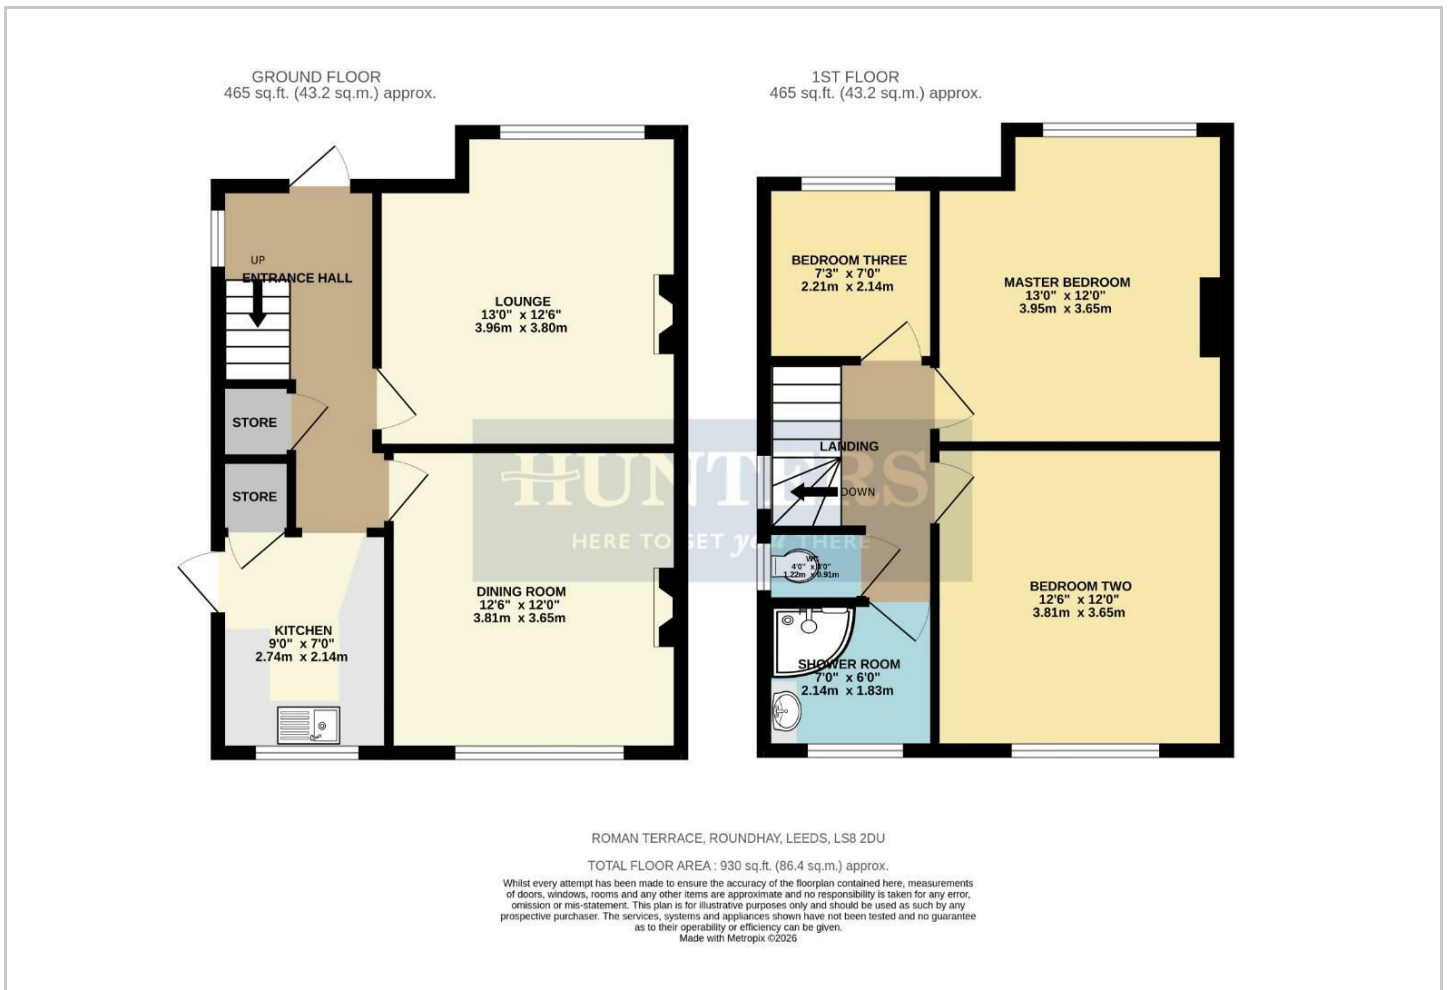 GROUND FLOOR
465 sq.ft. (43.2 sq.m.) approx.
UP
ENTRANCE HALL
LOUNGE
13'0" x 12'6"
3.96m x 3.80m
STORE
STORE
DINING ROOM
12'6" x 12'0"
3.81m x 3.65m
KITCHEN
9'0" x 7'0"
2.74m x 2.14m
1ST FLOOR
465 sq.ft. (43.2 sq.m.) approx.
BEDROOM THREE
7'3" x 7'0"
2.21m x 2.14m
MASTER BEDROOM
13'0" x 12'0"
3.95m x 3.65m
LANDING
DOWN
WC
4'0" x 3'0"
1.22m x 0.91m
BEDROOM TWO
12'6" x 12'0"
3.81m x 3.65m
SHOWER ROOM
7'0" x 6'0"
2.14m x 1.83m
HUNTERS
HERE TO GET you THERE
ROMAN TERRACE, ROUNDHAY, LEEDS, LS8 2DU
TOTAL FLOOR AREA : 930 sq.ft. (86.4 sq.m.) approx.
Whilst every attempt has been made to ensure the accuracy of the floorplan contained here, measurements
of doors, windows, rooms and any other items are approximate and no responsibility is taken for any error,
omission or mis-statement. This plan is for illustrative purposes only and should be used as such by any
prospective purchaser. The services, systems and appliances shown have not been tested and no guarantee
as to their operability or efficiency can be given.
Made with Metropix ©2026